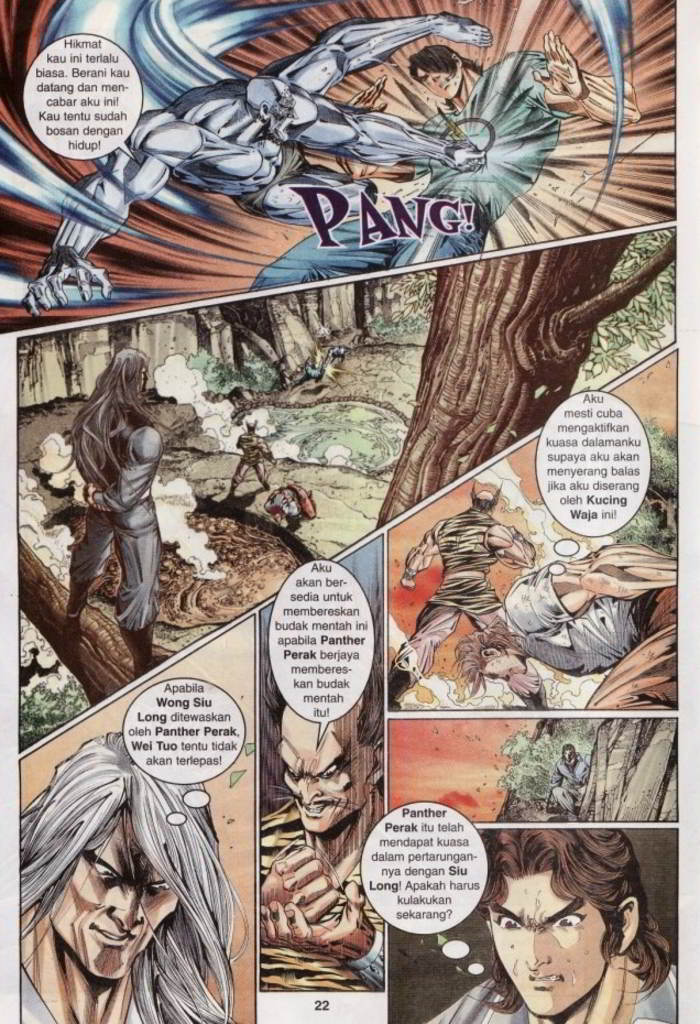 Hikmat
kau ini terlalu
biasa. Berani kau
datang dan men-
cabar aku ini!
Kau tentu sudah
bosan dengan
hidup!
PANG!
Aku
mesti cuba
mengaktifkan
kuasa dalamanku
supaya aku akan
menyerang balas
jika aku diserang
oleh Kucing
Waja ini!
Aku
akan ber-
sedia untuk
membereskan
budak mentah ini
apabila Panther
Perak berjaya
memberes-
kan budak
mentah
itu!
Apabila
Wong Siu
Long ditewaskan
oleh Panther Perak,
Wei Tuo tentu tidak
akan terlepas!
Panther
Perak itu telah
mendapat kuasa
dalam pertarungan-
nya dengan Siu
Long! Apakah harus
kulakukan
sekarang?
22